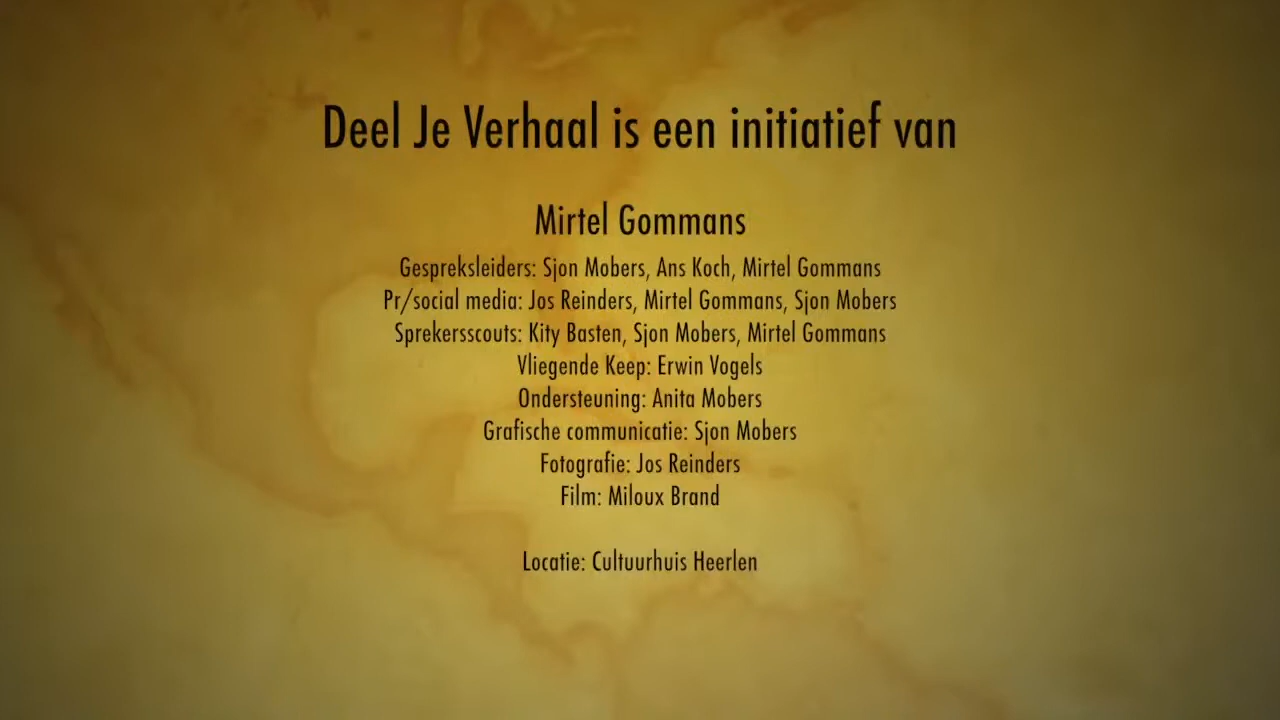 Deel Je Verhaal is een initiatief van
Mirtel Gommans
Gespreksleiders: Sjon Mobers, Ans Koch, Mirtel Gommans
Pr/social media: Jos Reinders, Mirtel Gommans, Sjon Mobers
Sprekersscouts: Kity Basten, Sjon Mobers, Mirtel Gommans
Vliegende Keep: Erwin Vogels
Ondersteuning: Anita Mobers
Grafische communicatie: Sjon Mobers
Fotografie: Jos Reinders
Film: Miloux Brand
Locatie: Cultuurhuis Heerlen